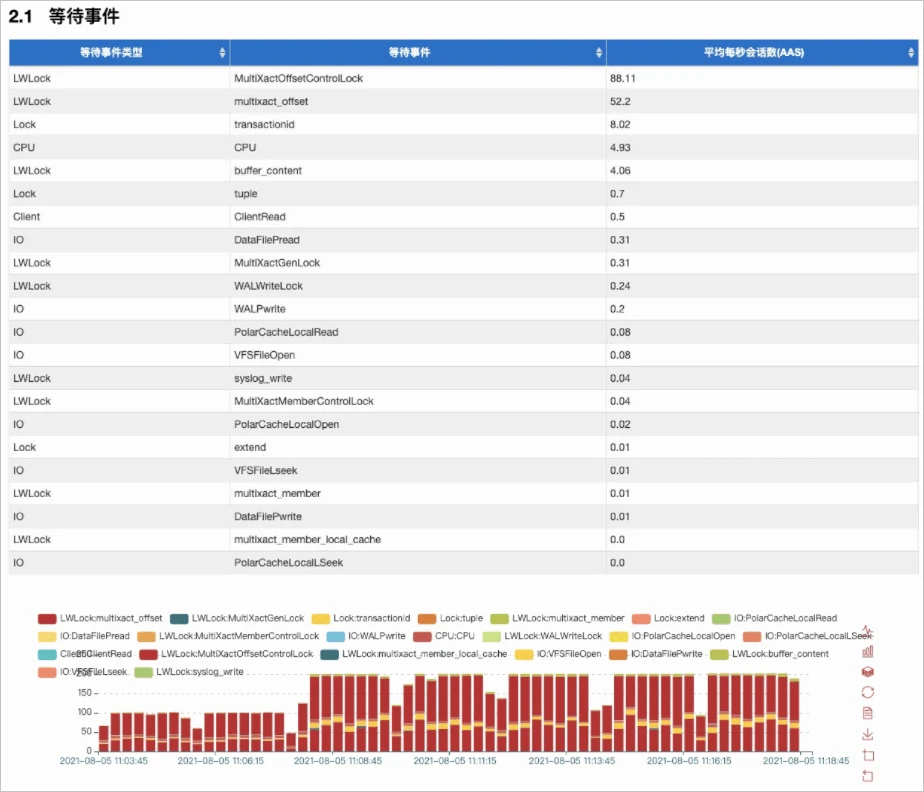 2.1 等待事件
等待事件类型 等待事件 平均每秒会话数(AAS)
LWLock MultiXactOffsetControlLock 88.11
LWLock multixact_offset 52.2
Lock transactionid 8.02
CPU CPU 4.93
LWLock buffer_content 4.06
Lock tuple 0.7
Client ClientRead 0.5
IO DataFilePread 0.31
LWLock MultiXactGenLock 0.31
LWLock WALWriteLock 0.24
IO WALPwrite 0.2
IO PolarCacheLocalRead 0.08
IO VFSFileOpen 0.08
LWLock syslog_write 0.04
LWLock MultiXactMemberControlLock 0.04
IO PolarCacheLocalOpen 0.02
Lock extend 0.01
IO VFSFileLseek 0.01
LWLock multixact_member 0.01
IO DataFilePwrite 0.01
LWLock multixact_member_local_cache 0.0
IO PolarCacheLocalLSeek 0.0
LWLock:multixact_offset LWLock:MultiXactGenLock Lock:transactionid Lock:tuple LWLock:multixact_member Lock:extend IO:PolarCacheLocalRead
IO:DataFilePread LWLock:MultiXactMemberControlLock IO:WALPwrite CPU:CPU LWLock:WALWriteLock IO:PolarCacheLocalOpen IO:PolarCacheLocalLSeek
Client:ClientRead LWLock:MultiXactOffsetControlLock LWLock:multixact_member_local_cache IO:VFSFileOpen IO:DataFilePwrite LWLock:buffer_content
250
IO:VFSFileLseek LWLock:syslog_write
200
150
100
50
0
2021-08-05 11:03:45 2021-08-05 11:06:15 2021-08-05 11:08:45 2021-08-05 11:11:15 2021-08-05 11:13:45 2021-08-05 11:16:15 2021-08-05 11:18:45